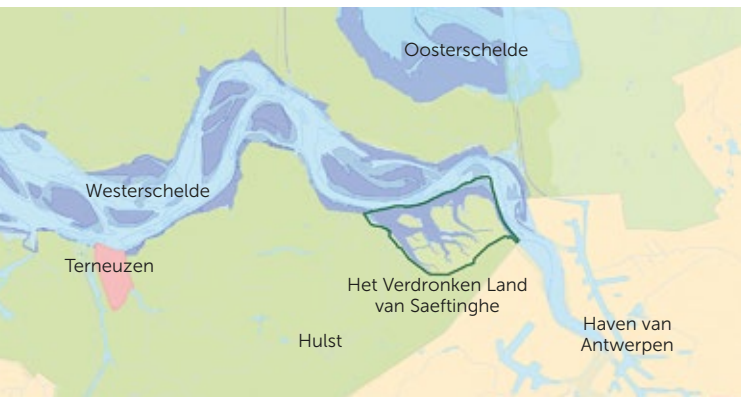 Oosterschelde
Westerschelde
Terneuzen
Het Verdronken Land
van Saeftinghe
Hulst
Haven van
Antwerpen